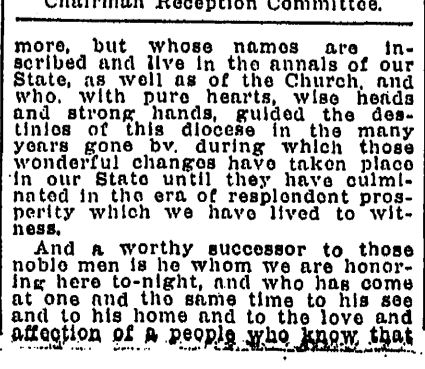 Chairman Reception Committee.
more, but whose names are in-
scribed and live in the annals of our
State, as well as of the Church, and
who, with pure hearts, wise heads
and strong hands, guided the des-
tinies of this diocese in the many
years gone by, during which those
wonderful changes have taken place
in our State until they have culmi-
nated in the era of resplendent pros-
perity which we have lived to wit-
ness.
And a worthy successor to those
noble men is he whom we are honor-
ing here to-night, and who has come
at one and the same time to his see
and to his home and to the love and
affection of a people who know that